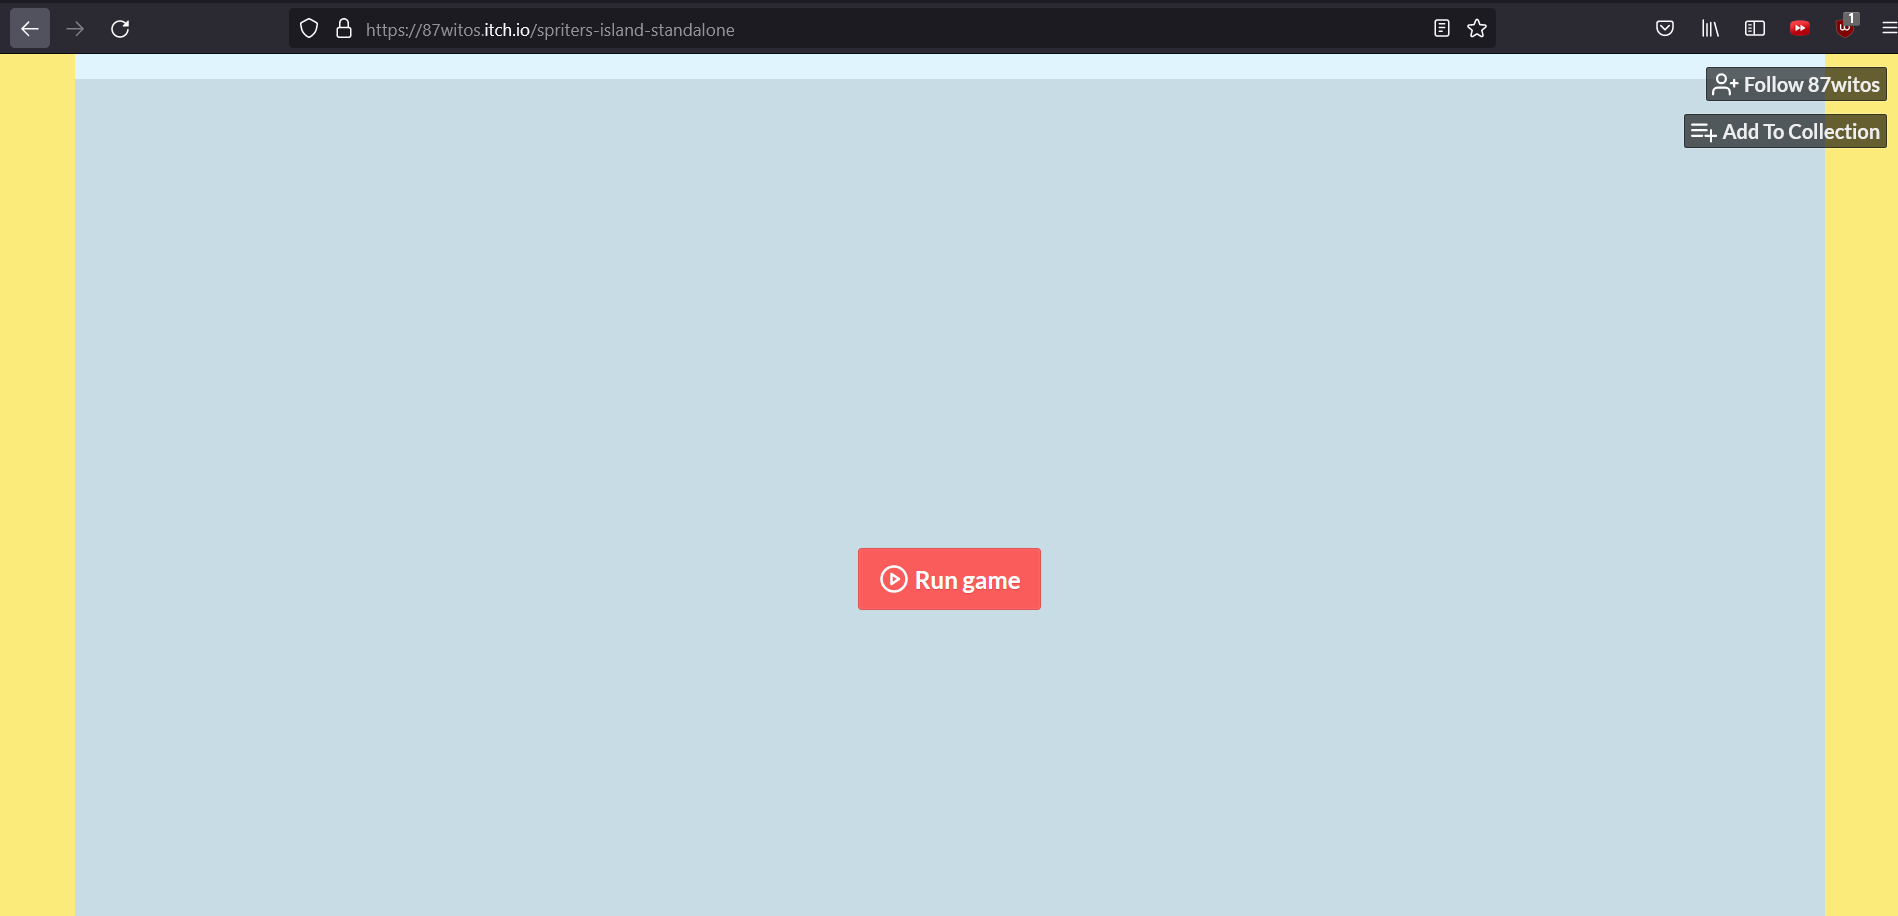 https://87witos.itch.io/spriters-island-standalone
1
Follow 87witos
Add To Collection
Run game